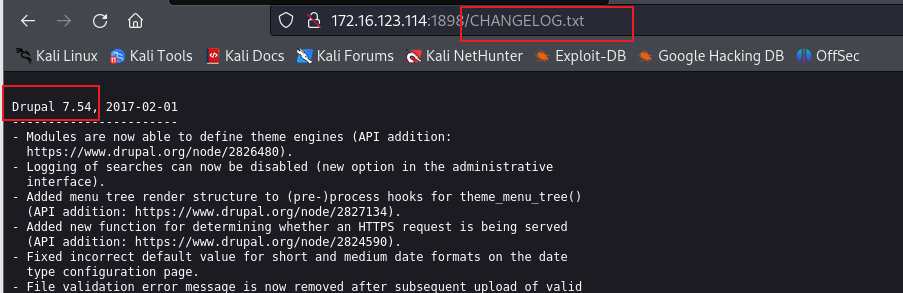 172.16.123.114:1898/CHANGELOG.txt
Kali Linux Kali Tools Kali Docs Kali Forums Kali NetHunter Exploit-DB Google Hacking DB OffSec
Drupal 7.54, 2017-02-01
-----------------------
- Modules are now able to define theme engines (API addition:
https://www.drupal.org/node/2826480).
- Logging of searches can now be disabled (new option in the administrative
interface).
- Added menu tree render structure to (pre-)process hooks for theme_menu_tree()
(API addition: https://www.drupal.org/node/2827134).
- Added new function for determining whether an HTTPS request is being served
(API addition: https://www.drupal.org/node/2824590).
- Fixed incorrect default value for short and medium date formats on the date
type configuration page.
- File validation error message is now removed after subsequent upload of valid